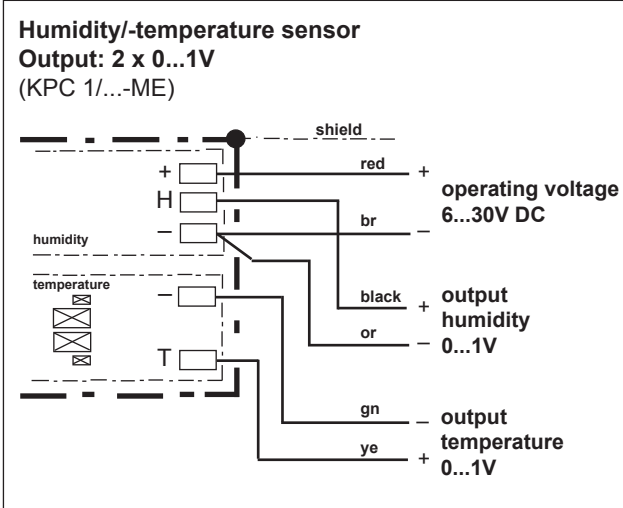 Humidity/-temperature sensor
Output: 2 x 0...1V
(KPC 1/...-ME)
shield
+ red +
operating voltage
6...30V DC
H
– br –
humidity
temperature
– black + output
humidity
or – 0...1V
T
gn – output
temperature
ye + 0...1V